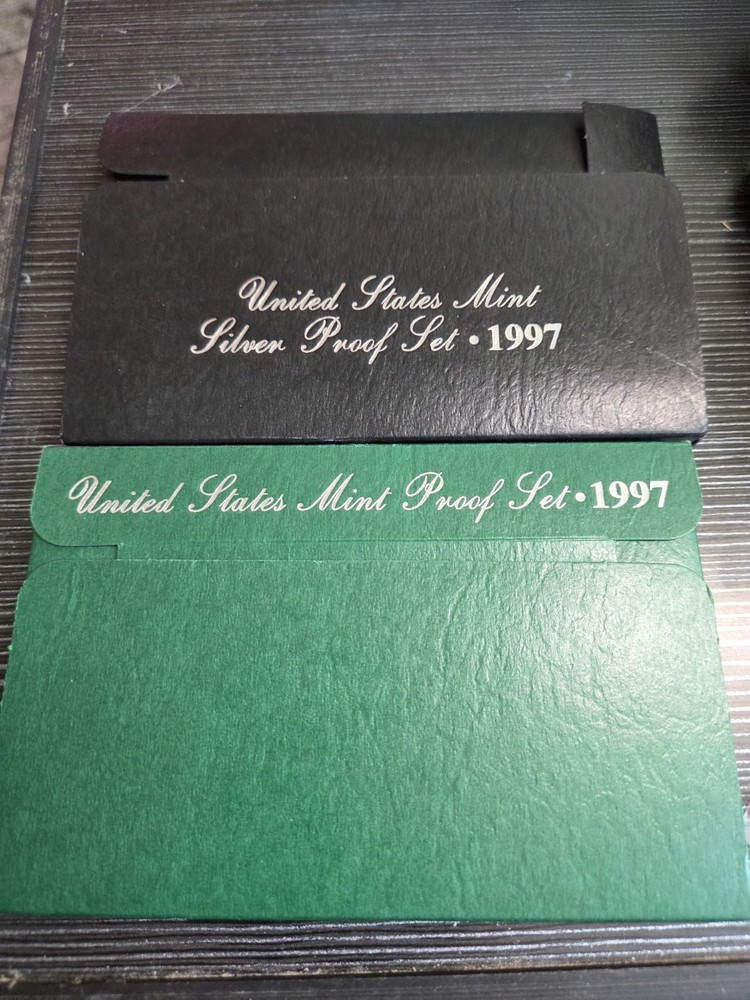 United States Mint
Silver Proof Set • 1997
United States Mint Proof Set • 1997